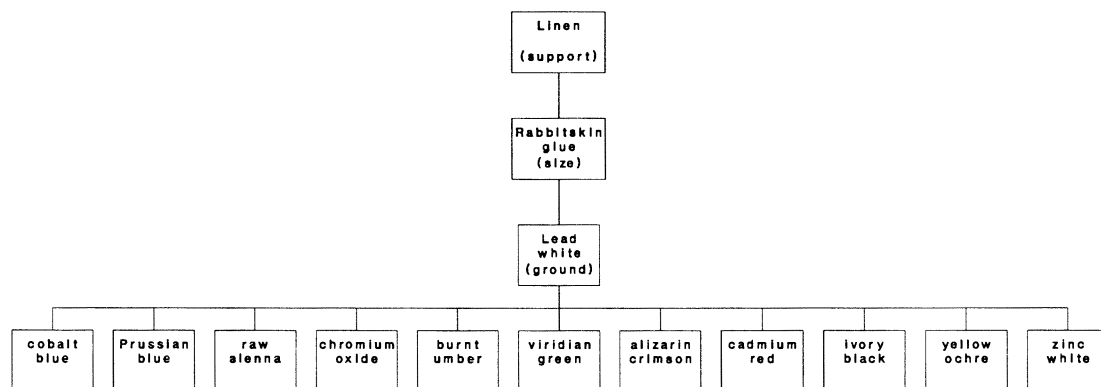 Linen
(support)
Rabbitskin
glue
(size)
Lead
white
(ground)
cobalt
blue
Prussian
blue
raw
sienna
chromium
oxide
burnt
umber
viridian
green
alizarin
crimson
cadmium
red
ivory
black
yellow
ochre
zinc
white